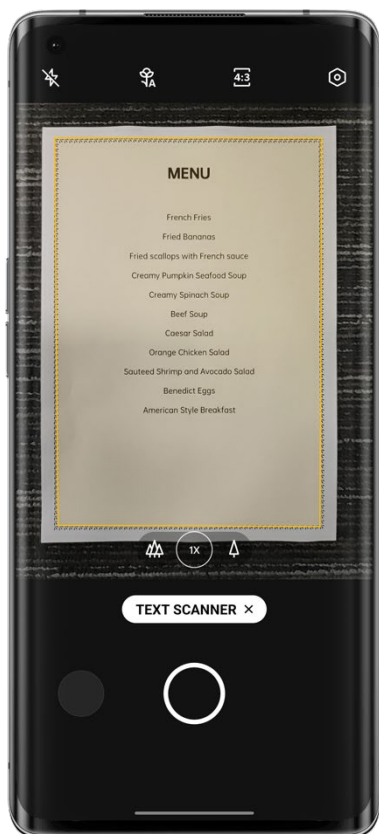 A
4:3
MENU
French Fries
Fried Bananas
Fried scallops with French sauce
Creamy Pumpkin Seafood Soup
Creamy Spinach Soup
Beef Soup
Caesar Salad
Orange Chicken Salad
Sauteed Shrimp and Avocado Salad
Benedict Eggs
American Style Breakfast
1X
TEXT SCANNER ×